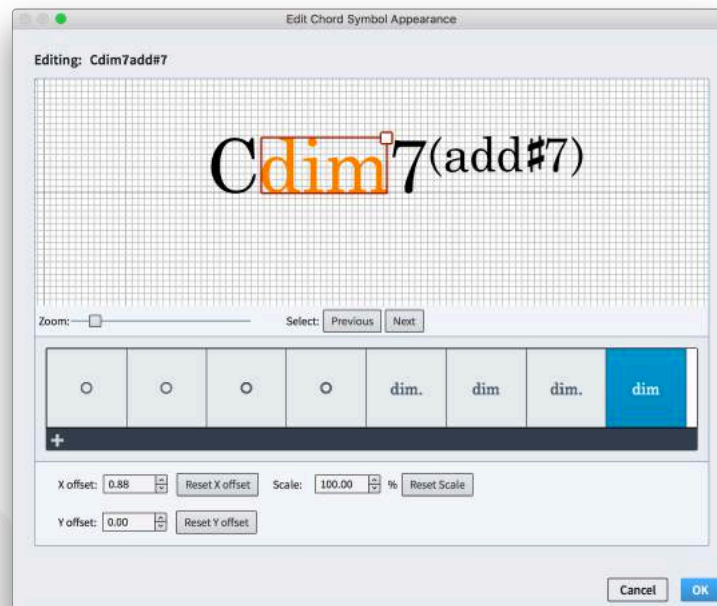 Edit Chord Symbol Appearance
Editing: Cdim7add#7
Cdim7(add♯7)
Zoom: Select: Previous Next
dim. dim dim. dim
+
X offset: 0.88 Reset X offset Scale: 100.00 % Reset Scale
Y offset: 0.00 Reset Y offset
Cancel OK